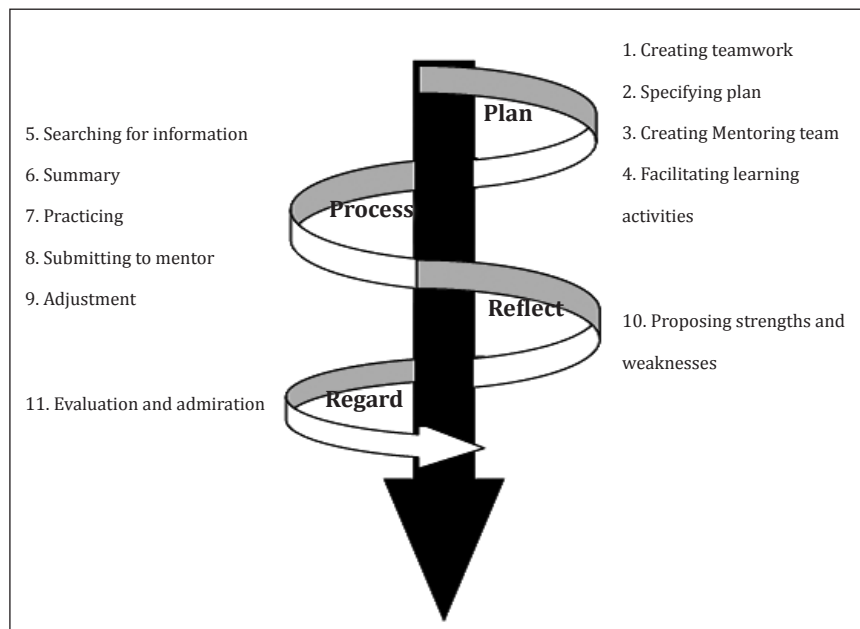 1. Creating teamwork
2. Specifying plan
3. Creating Mentoring team
4. Facilitating learning
activities
Plan
5. Searching for information
6. Summary
7. Practicing
8. Submitting to mentor
9. Adjustment
Process
Reflect
10. Proposing strengths and
weaknesses
Regard
11. Evaluation and admiration